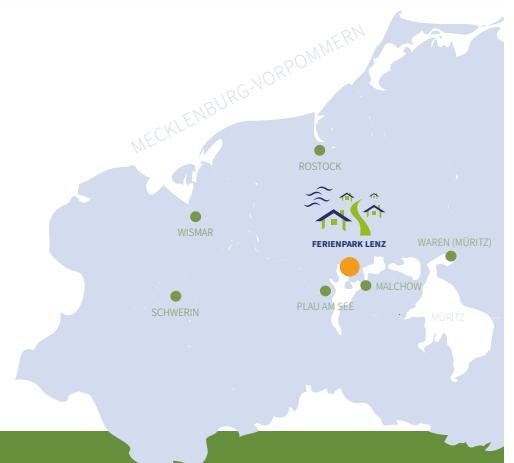 MECKLENBURG-VORPOMMERN
ROSTOCK
WISMAR
FERIENPARK LENZ
WAREN (MÜRITZ)
MALCHOW
PLAU AM SEE
SCHWERIN
MÜRITZ